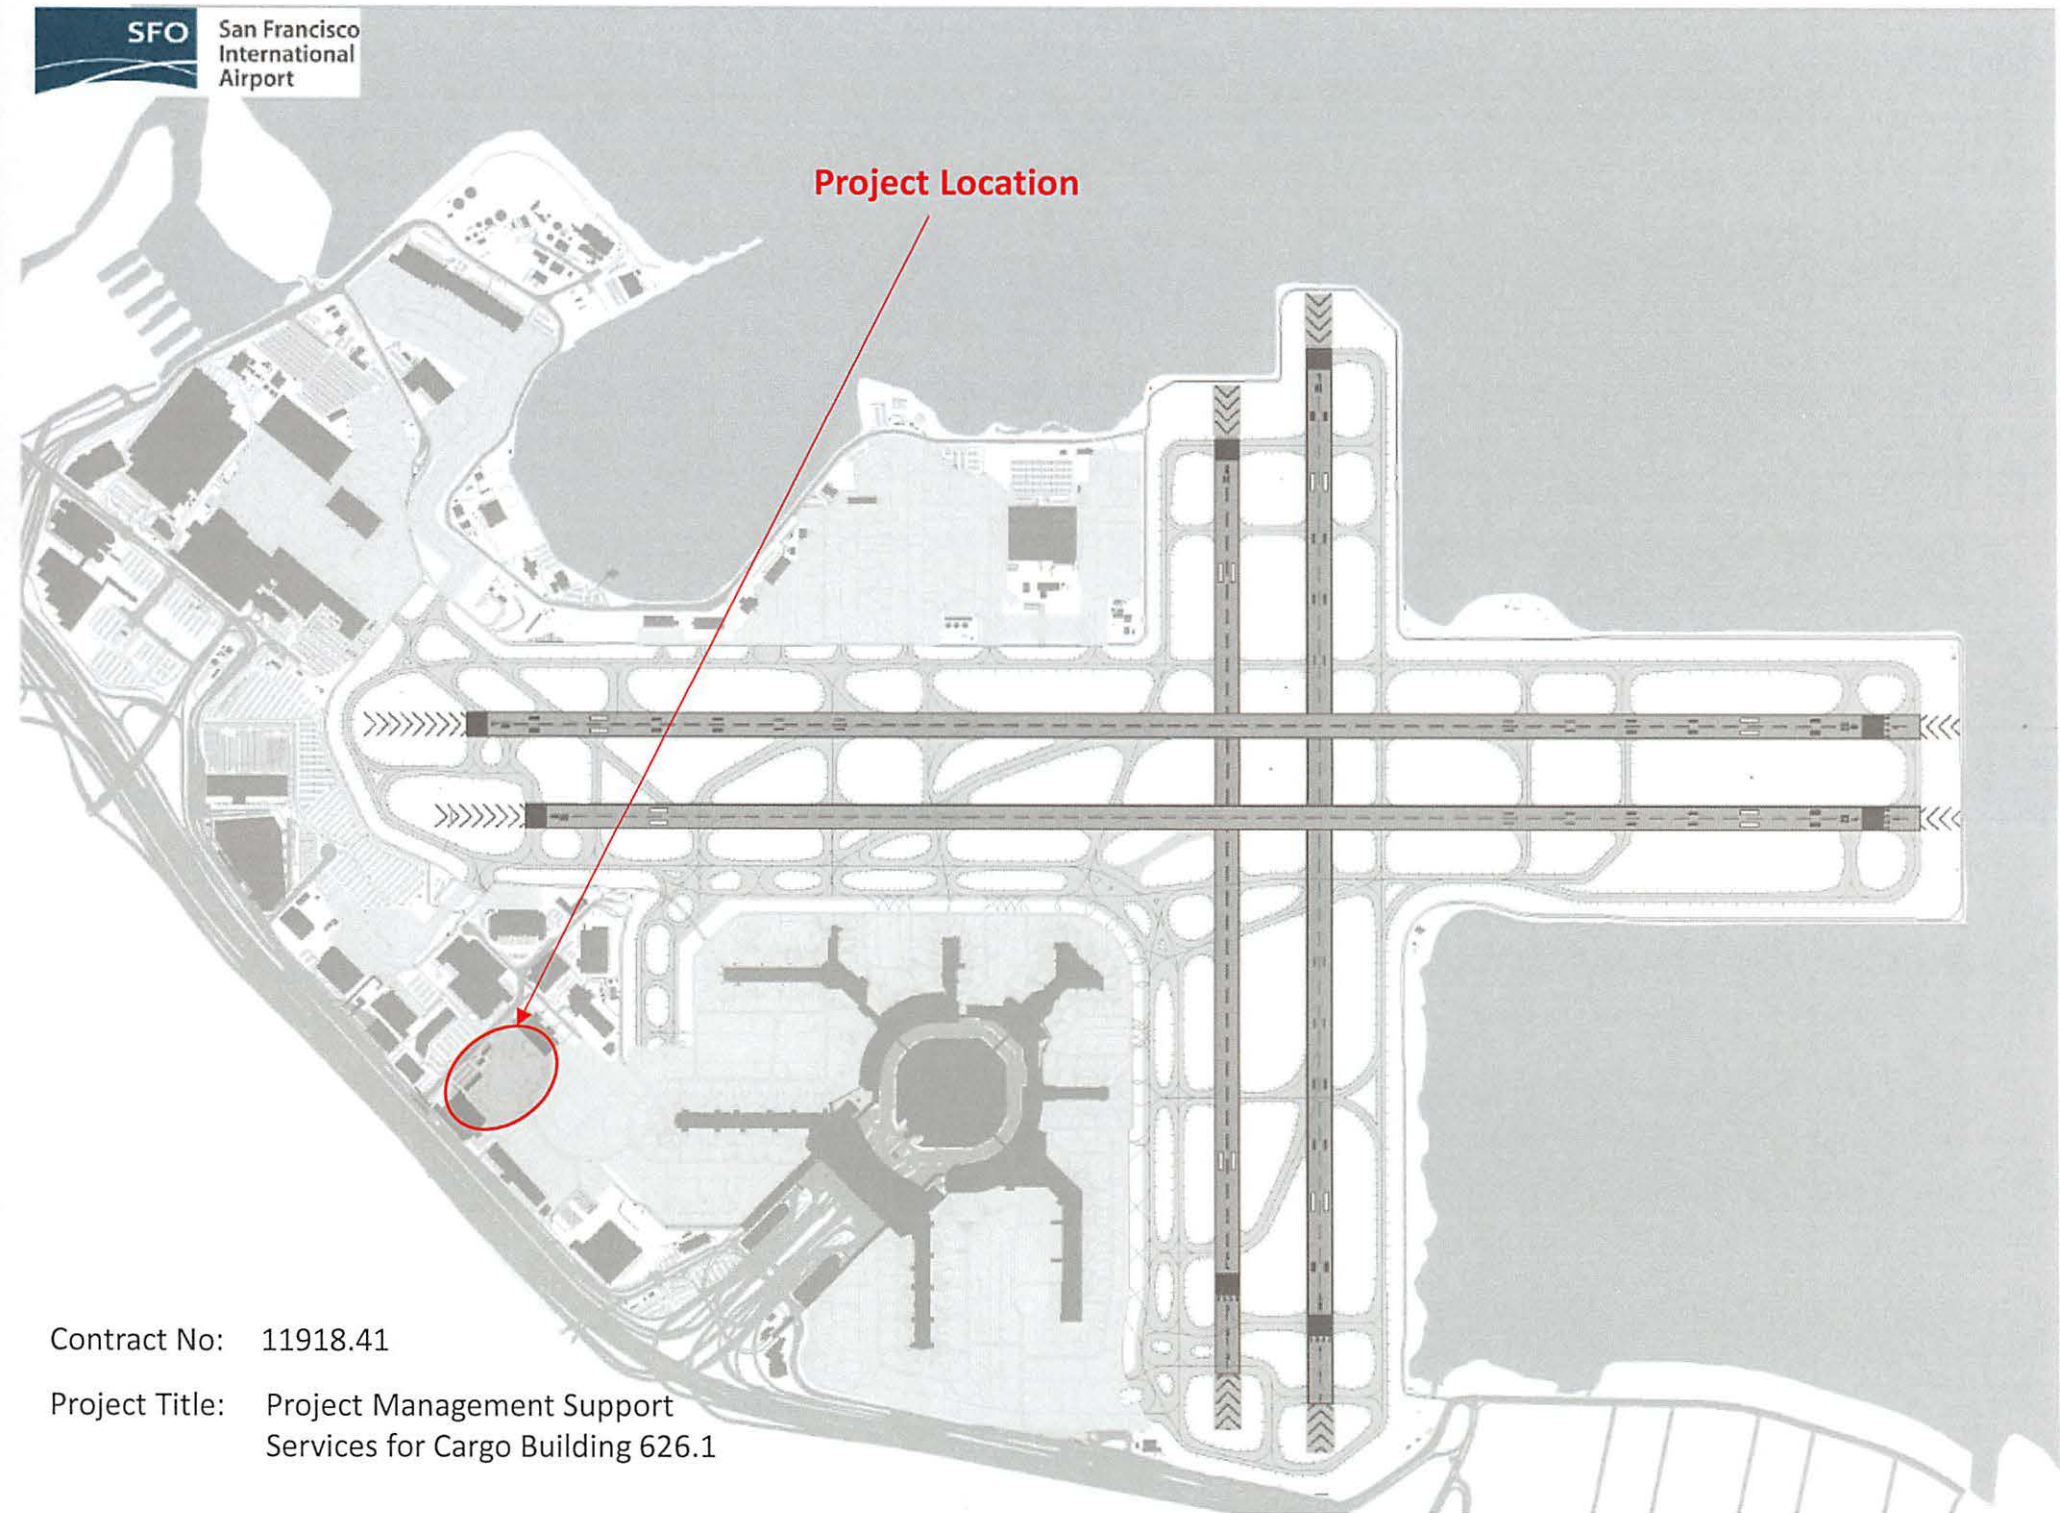 SFO
San Francisco
International
Airport
Project Location
Contract No: 11918.41
Project Title: Project Management Support
Services for Cargo Building 626.1